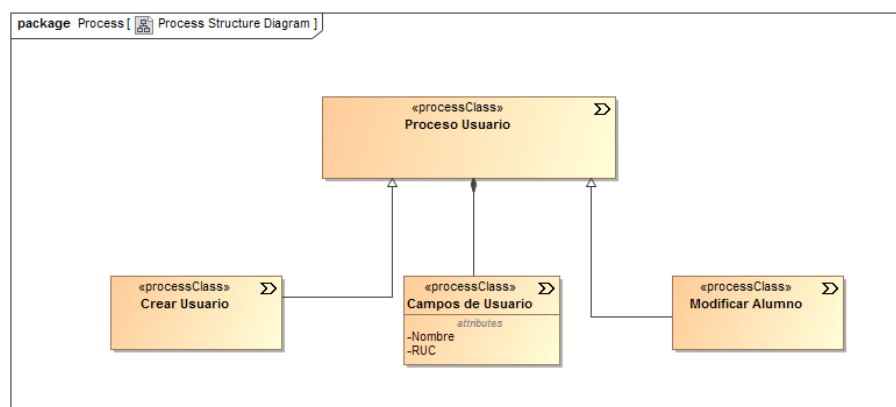 package Process [ Process Structure Diagram ]
«processClass»
Proceso Usuario
«processClass»
Crear Usuario
«processClass»
Campos de Usuario
attributes
-Nombre
-RUC
«processClass»
Modificar Alumno